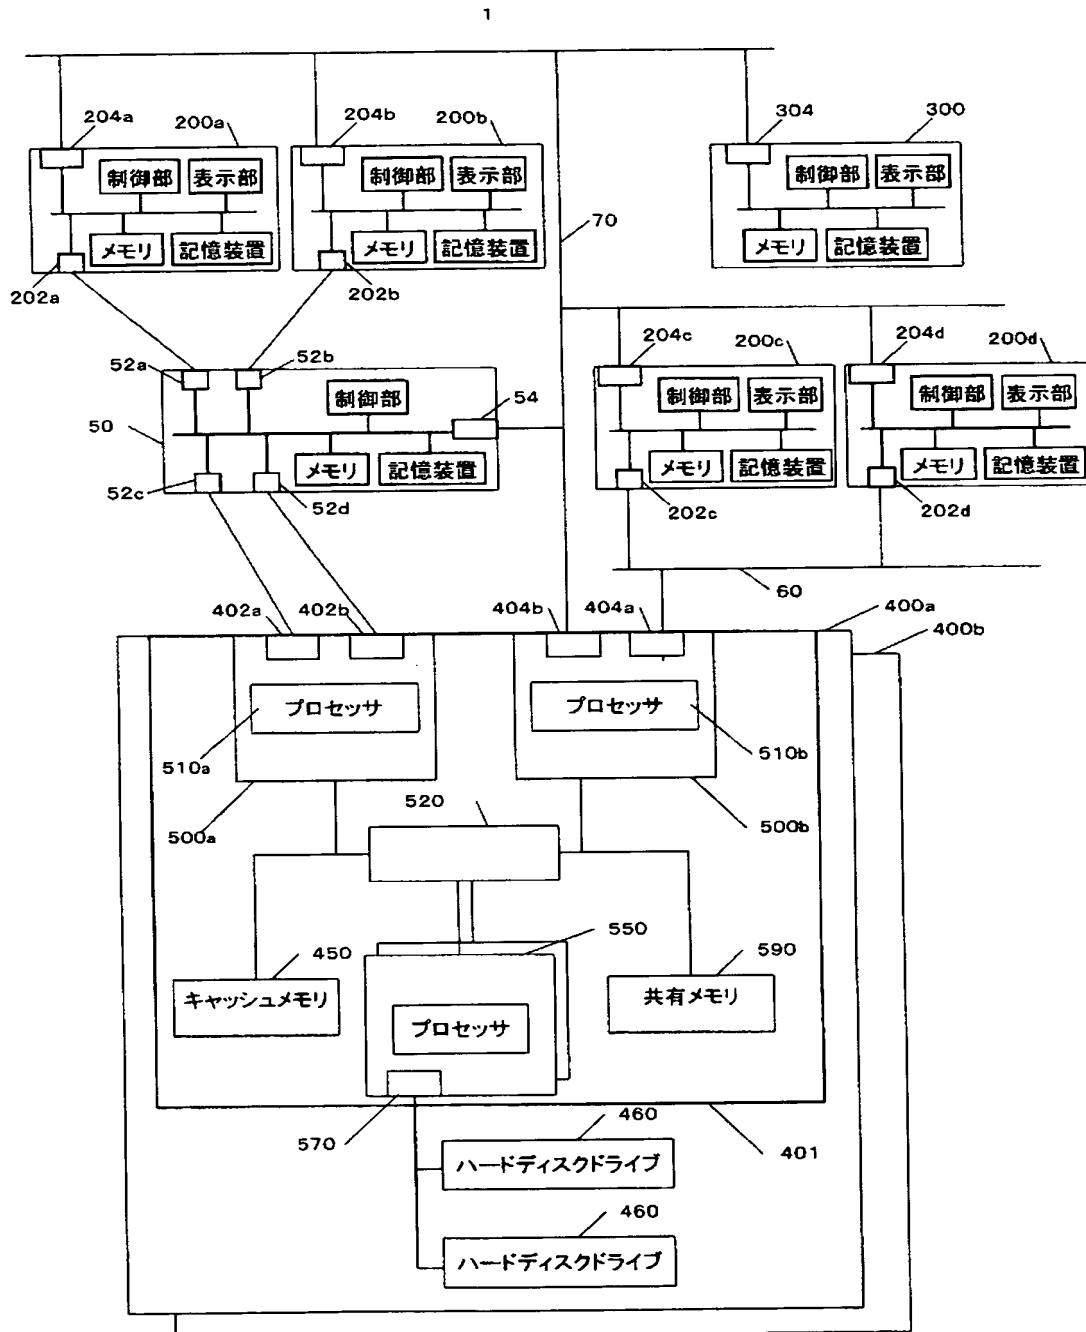 1
204a
200a
204b
200b
304
300
制御部
表示部
制御部
表示部
制御部
表示部
メモリ
記憶装置
メモリ
記憶装置
メモリ
記憶装置
70
202a
202b
204c
200c
204d
200d
52a
52b
制御部
54
制御部
表示部
制御部
表示部
50
メモリ
記憶装置
メモリ
記憶装置
メモリ
記憶装置
52c
52d
202c
202d
60
402a
402b
404b
404a
400a
400b
プロセッサ
プロセッサ
510a
510b
520
500a
500b
550
450
590
キャッシュメモリ
共有メモリ
プロセッサ
570
460
401
ハードディスクドライブ
460
ハードディスクドライブ